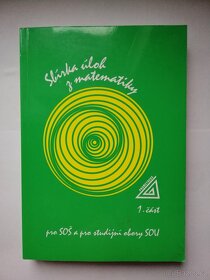 Sbírka úloh
z matematiky
1. část
pro SOŠ a pro studijní obory SOU